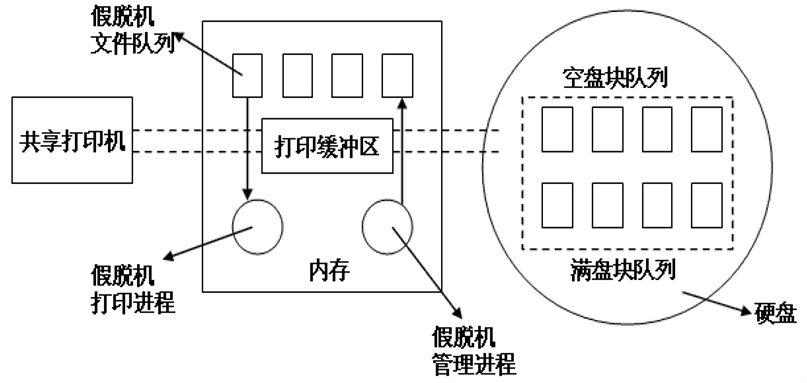 假脱机
文件队列
空盘块队列
共享打印机
打印缓冲区
内存
满盘块队列
假脱机
打印进程
硬盘
假脱机
管理进程